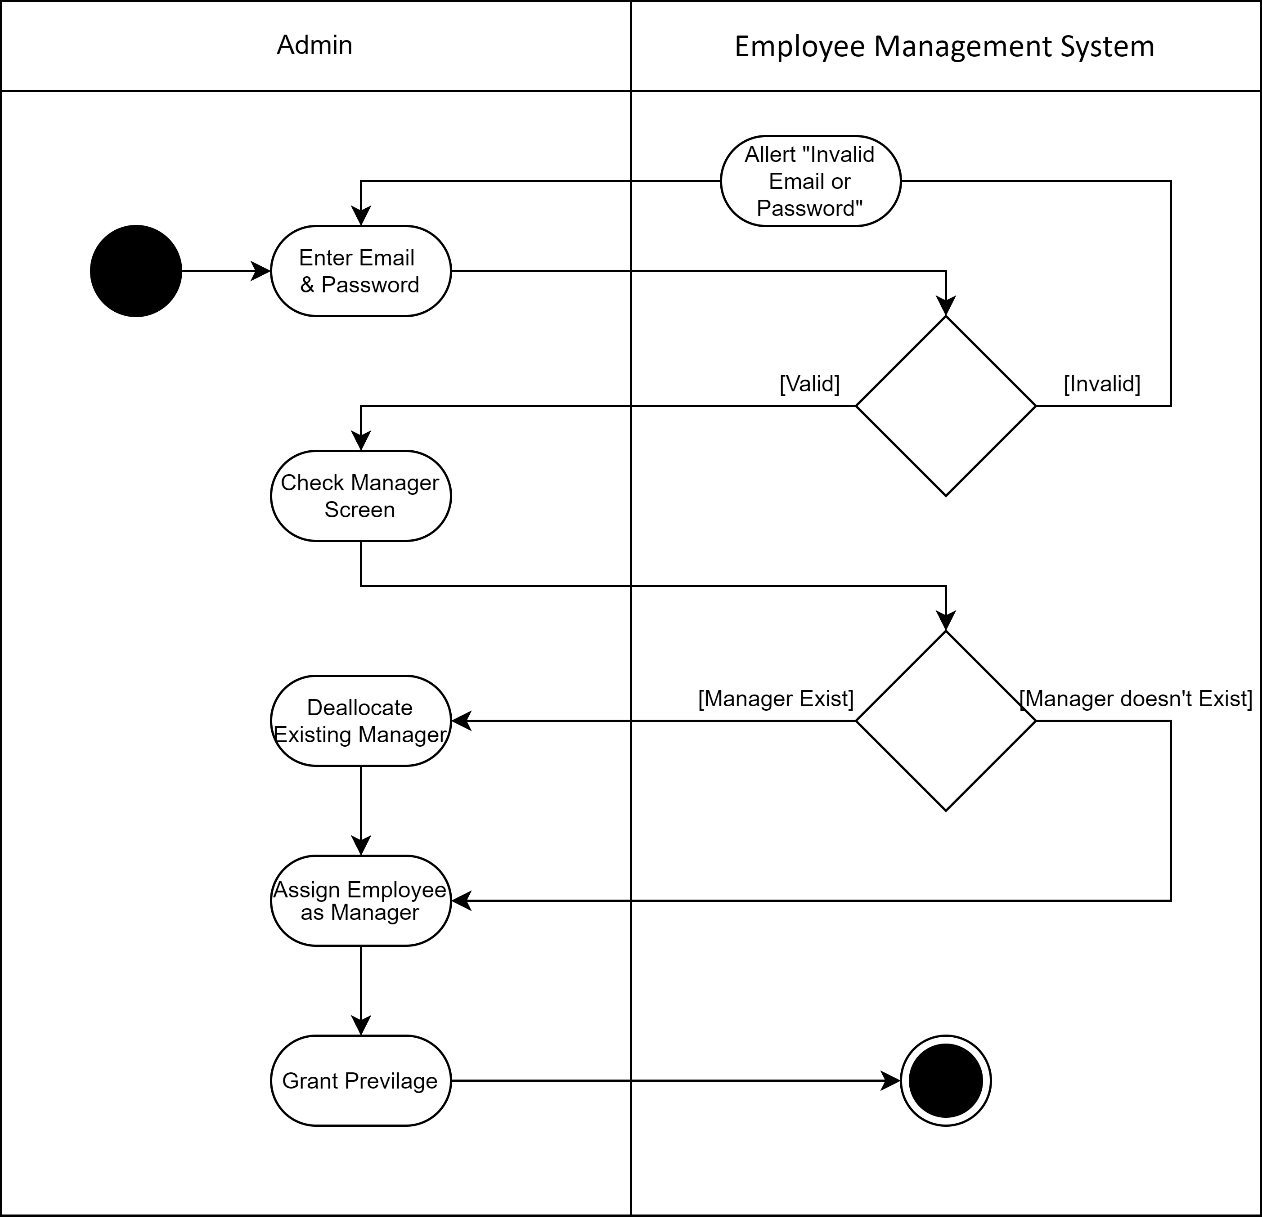 Admin
Employee Management System
Allert "Invalid
Email or
Password"
Enter Email
& Password
[Valid]
[Invalid]
Check Manager
Screen
[Manager Exist]
[Manager doesn't Exist]
Deallocate
Existing Manager
Assign Employee
as Manager
Grant Previlage